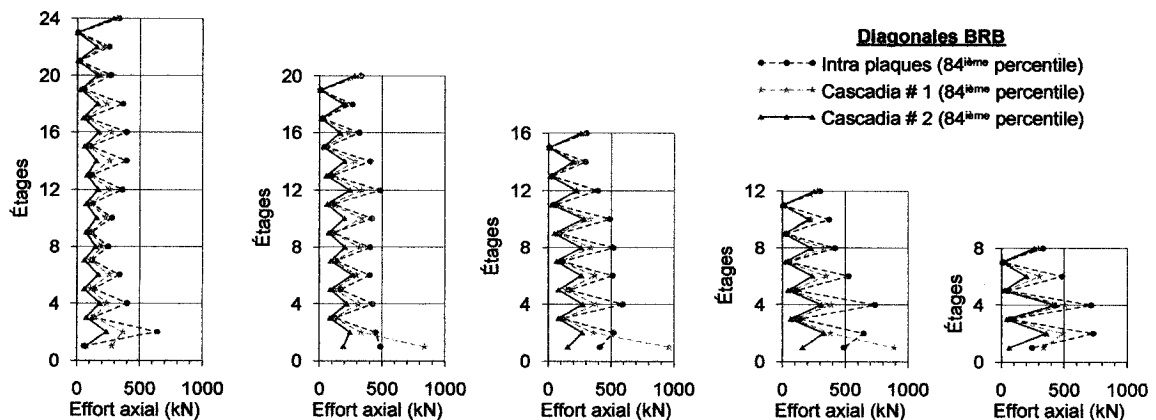 Diagonales BRB
Intra plaques (84ième percentile)
Cascadia # 1 (84ième percentile)
Cascadia # 2 (84ième percentile)
24
20
16
12
8
4
0
Étages
0 500 1000
Effort axial (kN)
20
16
12
8
4
0
Étages
0 500 1000
Effort axial (kN)
16
12
8
4
0
Étages
0 500 1000
Effort axial (kN)
12
8
4
0
Étages
0 500 1000
Effort axial (kN)
8
4
0
Étages
0 500 1000
Effort axial (kN)